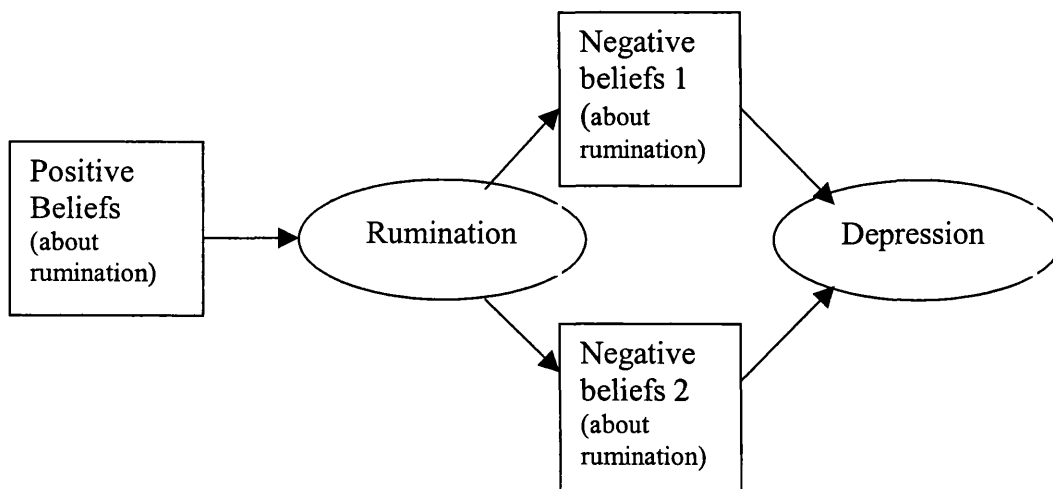 Positive
Beliefs
(about
rumination)
Rumination
Negative
beliefs 1
(about
rumination)
Negative
beliefs 2
(about
rumination)
Depression